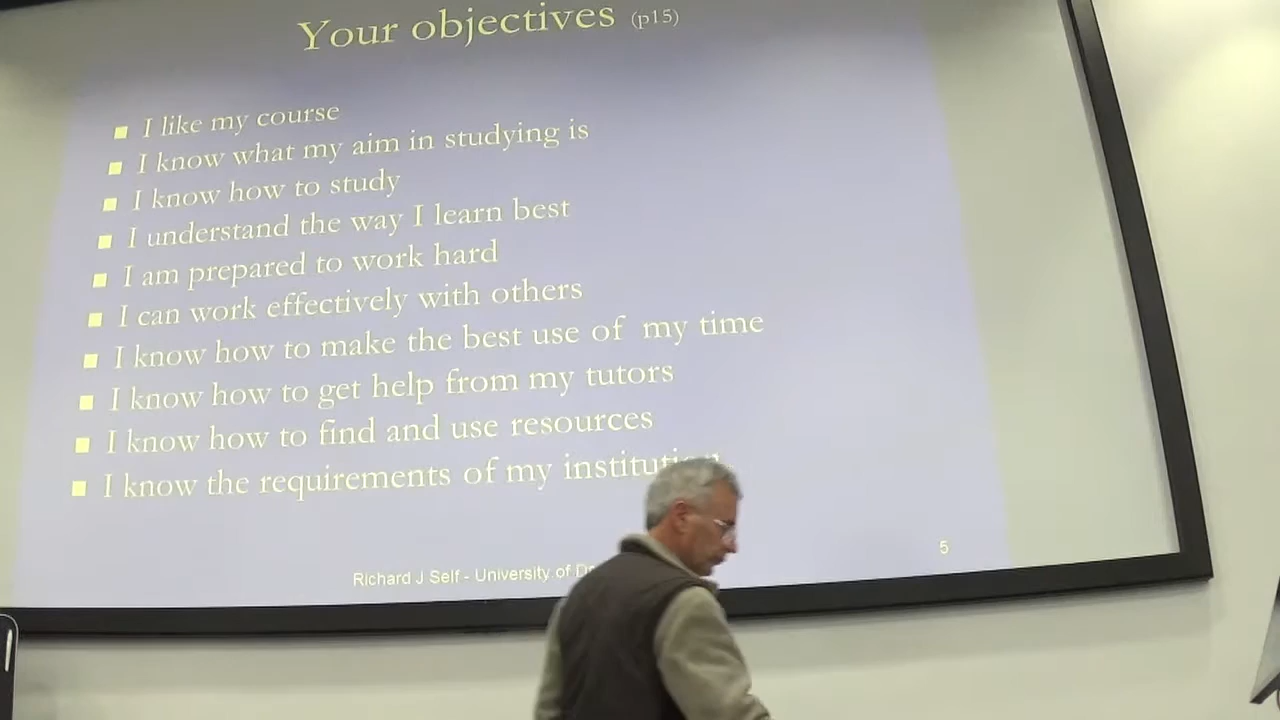 Your objectives (p15)
■ I like my course
■ I know what my aim in studying is
■ I know how to study
■ I understand the way I learn best
■ I am prepared to work hard
■ I can work effectively with others
■ I know how to make the best use of my time
■ I know how to get help from my tutors
■ I know how to find and use resources
■ I know the requirements of my institution
Richard J Self - University of
5